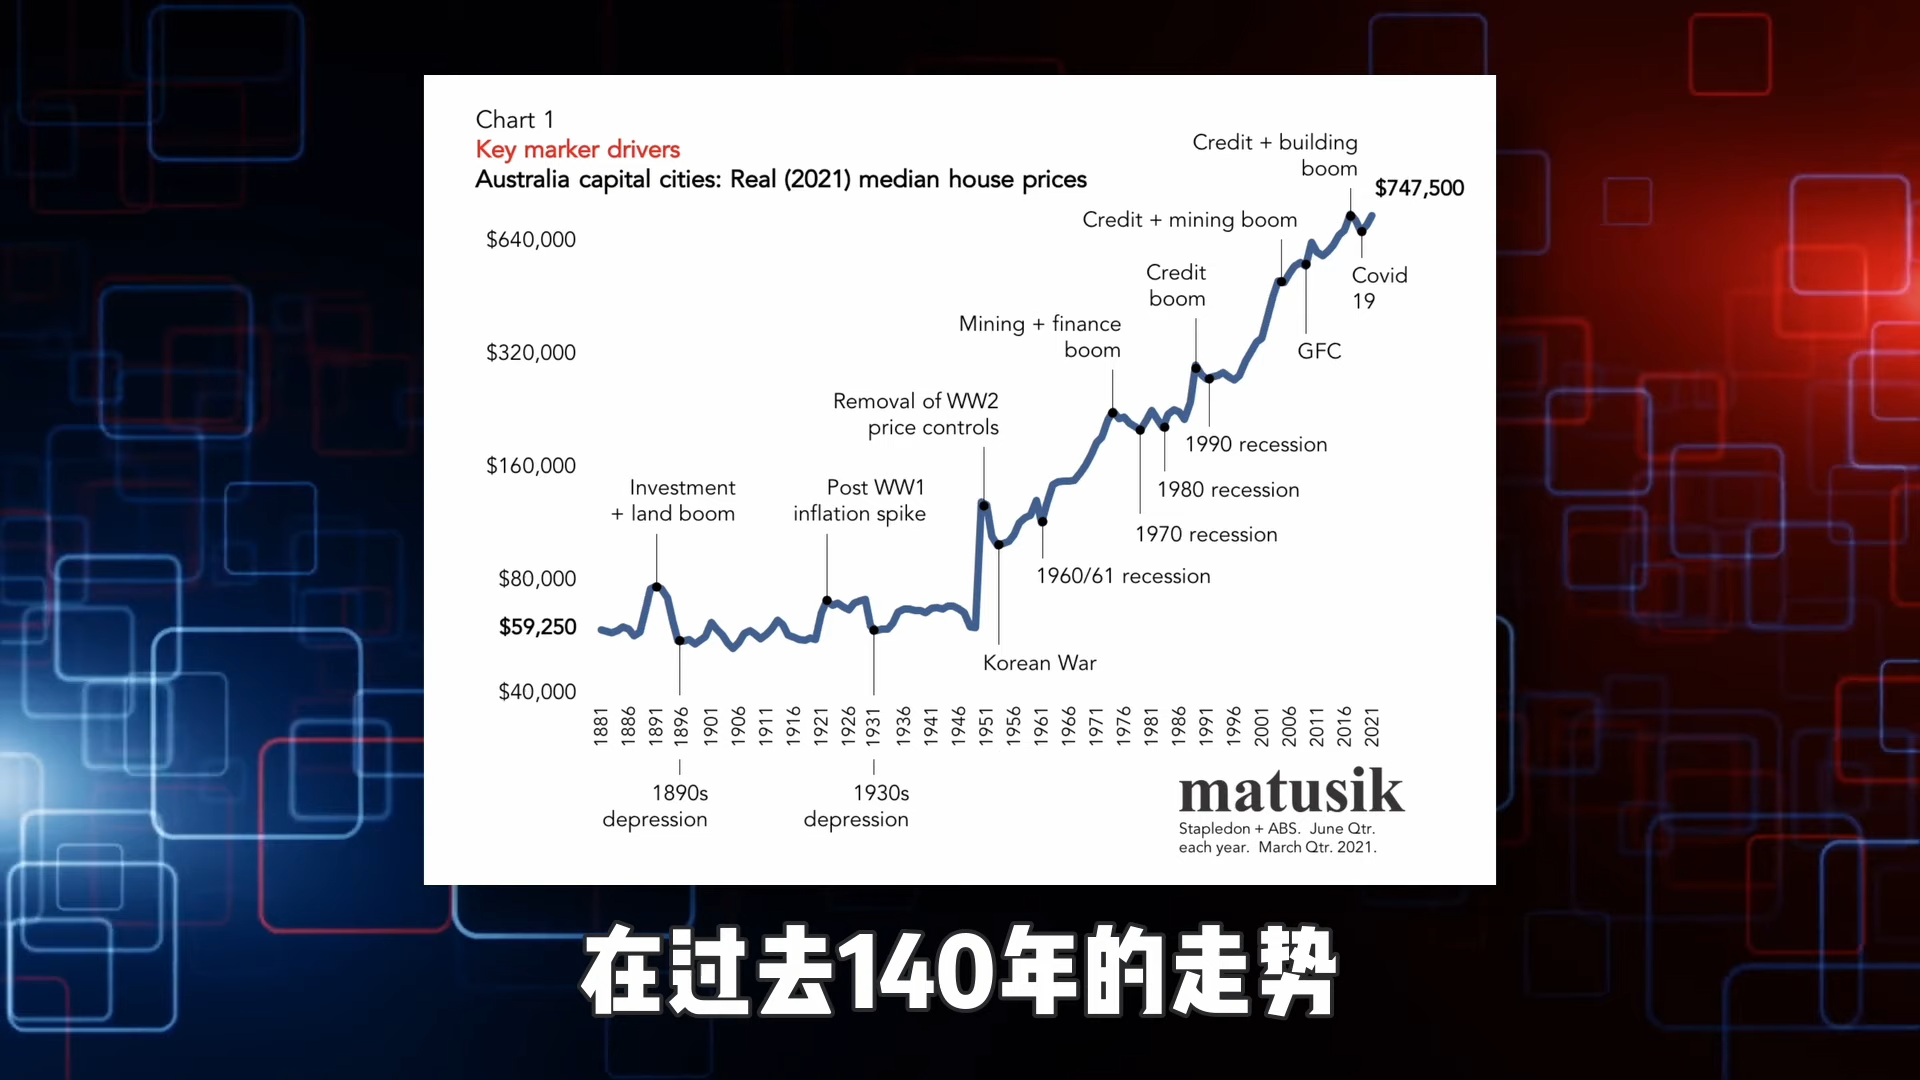 Chart 1
Key marker drivers
Australia capital cities: Real (2021) median house prices
Credit + building
boom
$747,500
Credit + mining boom
$640,000
Credit
boom
Covid
19
Mining + finance
boom
$320,000
GFC
Removal of WW2
price controls
1990 recession
$160,000
Investment
+ land boom
Post WW1
inflation spike
1980 recession
1970 recession
$80,000
1960/61 recession
$59,250
Korean War
$40,000
1881 1886 1891 1896 1901 1906 1911 1916 1921 1926 1931 1936 1941 1946 1951 1956 1961 1966 1971 1976 1981 1986 1991 1996 2001 2006 2011 2016 2021
1890s
depression
1930s
depression
matusik
Stapledon + ABS. June Qtr.
each year. March Qtr. 2021.
在过去140年的走势